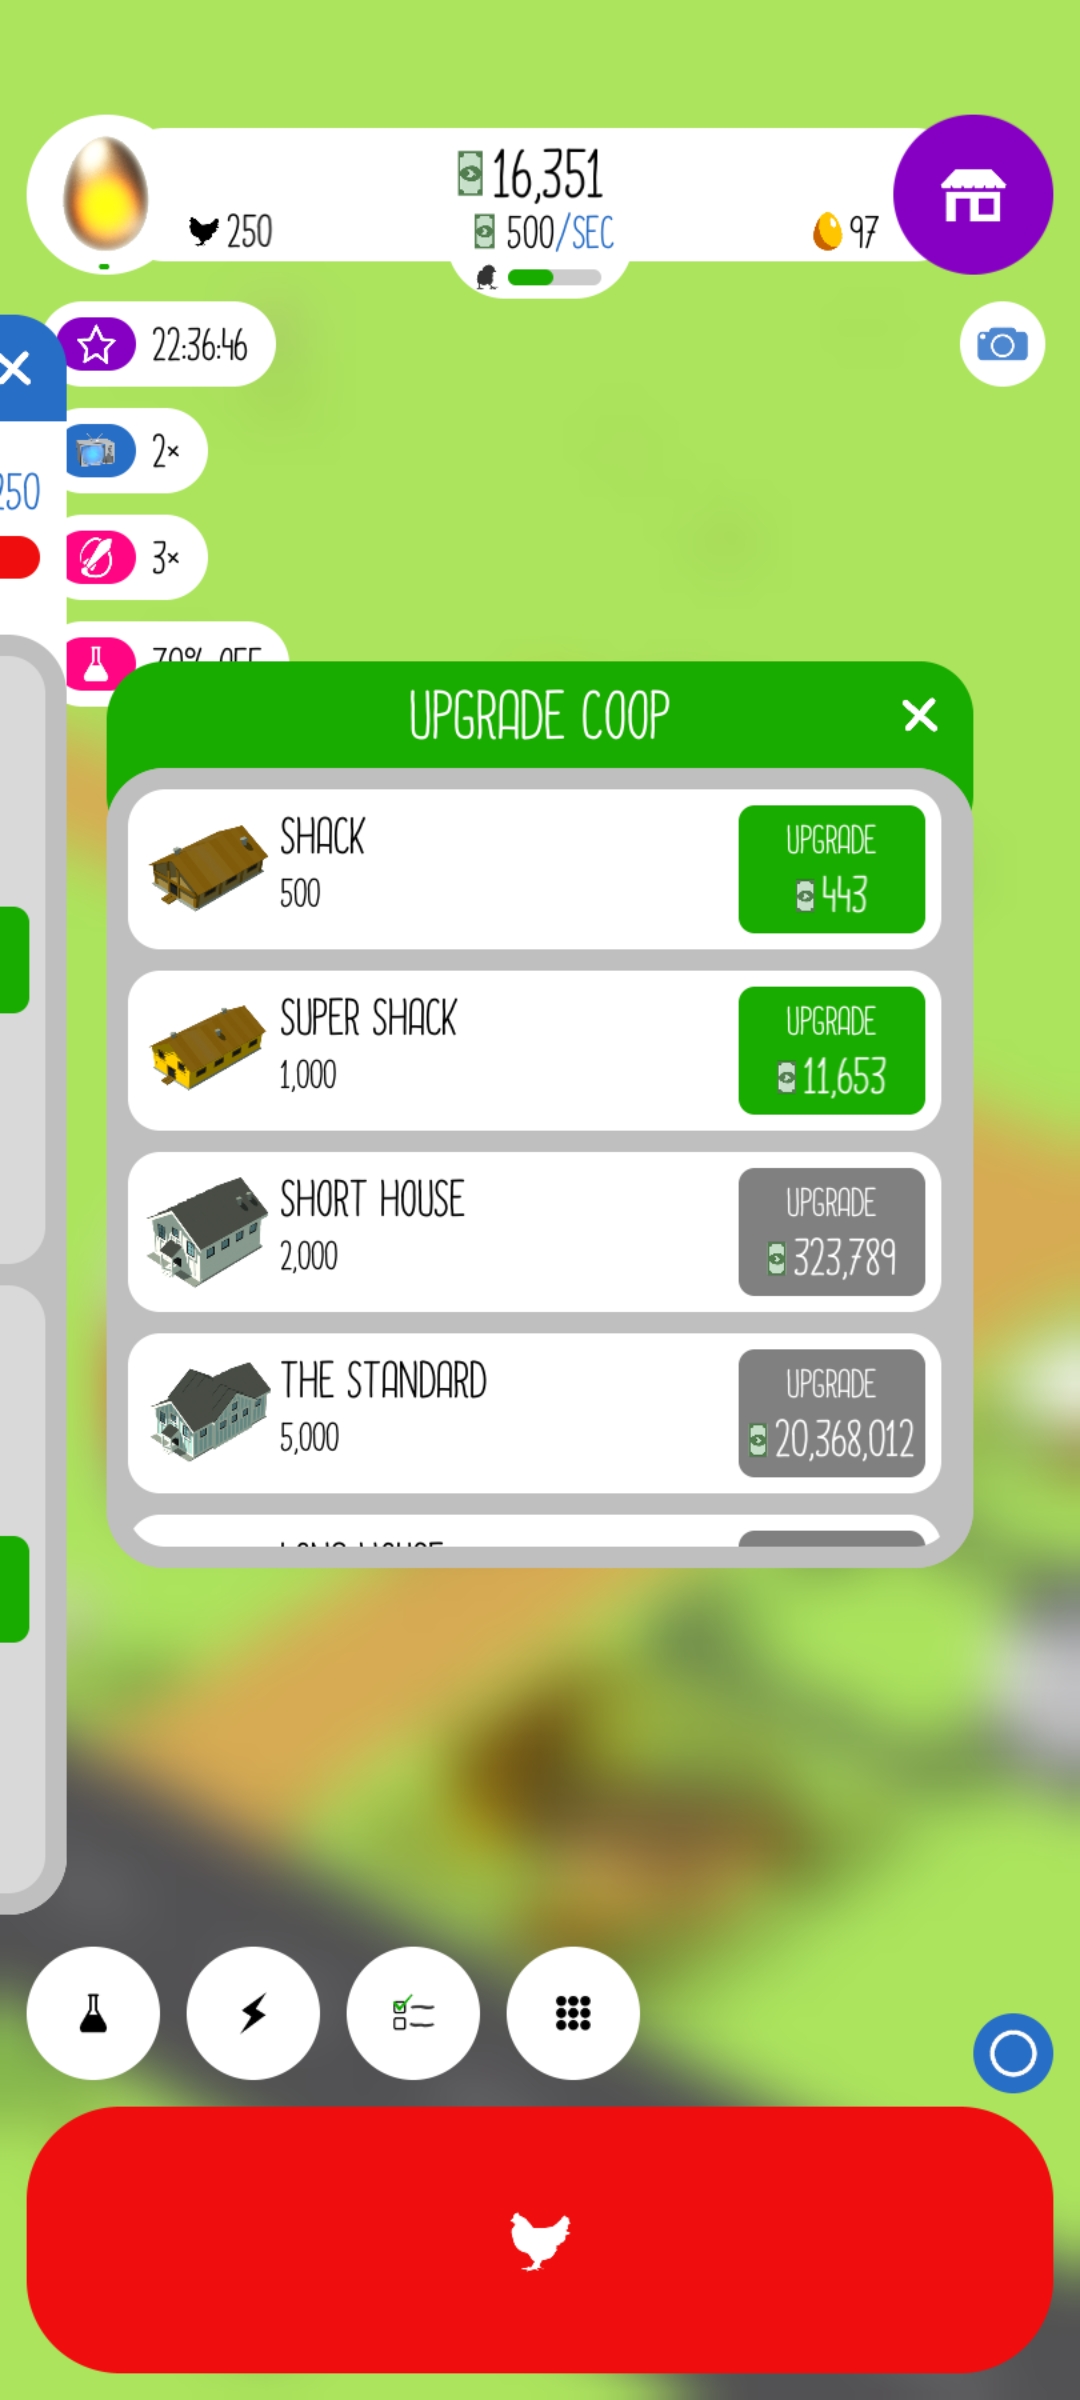 16,351
250
500/SEC
97
22:36:46
2×
250
3×
70% OFF
UPGRADE COOP
SHACK
500
UPGRADE
443
SUPER SHACK
1,000
UPGRADE
11,653
SHORT HOUSE
2,000
UPGRADE
323,789
THE STANDARD
5,000
UPGRADE
20,368,012
LONG HOUSE